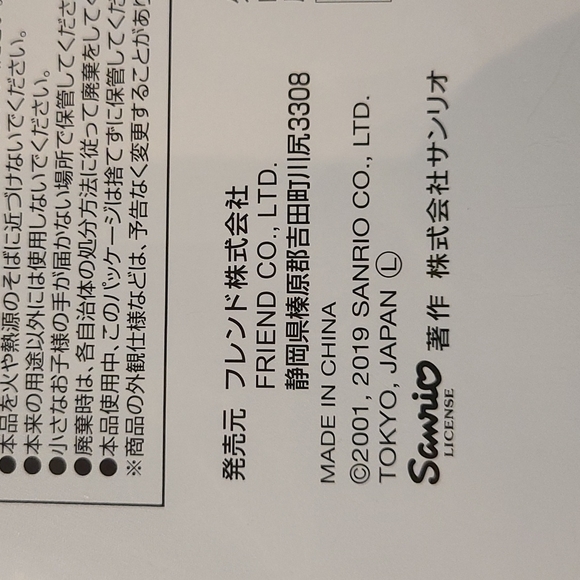 ●本品を火や熱源のそばに近づけないでください。
●本来の用途以外には使用しないでください。
●小さなお子様の手が届かない場所で保管してくださ
●廃棄時は、各自治体の処分方法に従って廃棄をしてく
●本品使用中、このパッケージは捨てずに保管してくだ
※商品の外観仕様などは、予告なく変更することがあり
発売元 フレンド株式会社
FRIEND CO., LTD.
静岡県榛原郡吉田町川尻3308
MADE IN CHINA
©2001, 2019 SANRIO CO., LTD.
TOKYO, JAPAN Ⓛ
Sanrio 著作 株式会社サンリオ
LICENSE